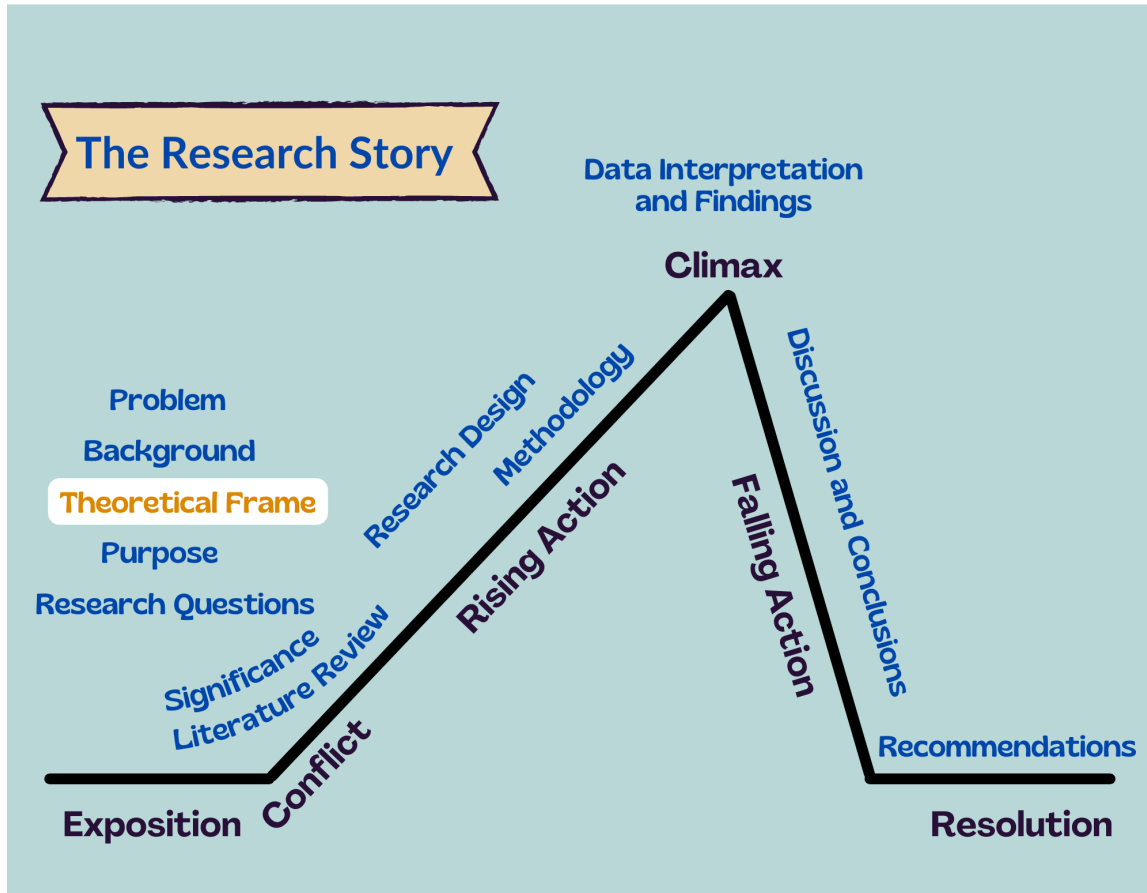 The Research Story
Data Interpretation
and Findings
Climax
Problem
Background
Theoretical Frame
Purpose
Research Questions
Significance
Literature Review
Research Design
Methodology
Rising Action
Falling Action
Discussion and Conclusions
Recommendations
Exposition
Conflict
Resolution